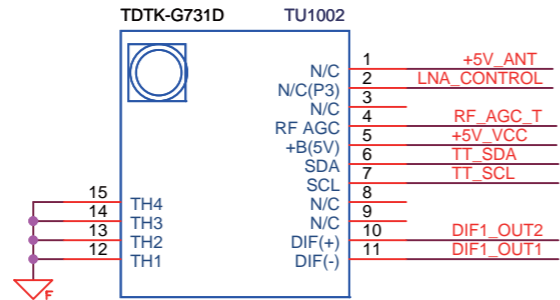 TDTK-G731D TU1002
N/C 1 +5V_ANT
N/C(P3) 2 LNA_CONTROL
N/C 3
RF AGC 4 RF_AGC_T
+B(5V) 5 +5V_VCC
SDA 6 TT_SDA
SCL 7 TT_SCL
N/C 8
N/C 9
DIF(+) 10 DIF1_OUT2
DIF(-) 11 DIF1_OUT1
15 TH4
14 TH3
13 TH2
12 TH1
F